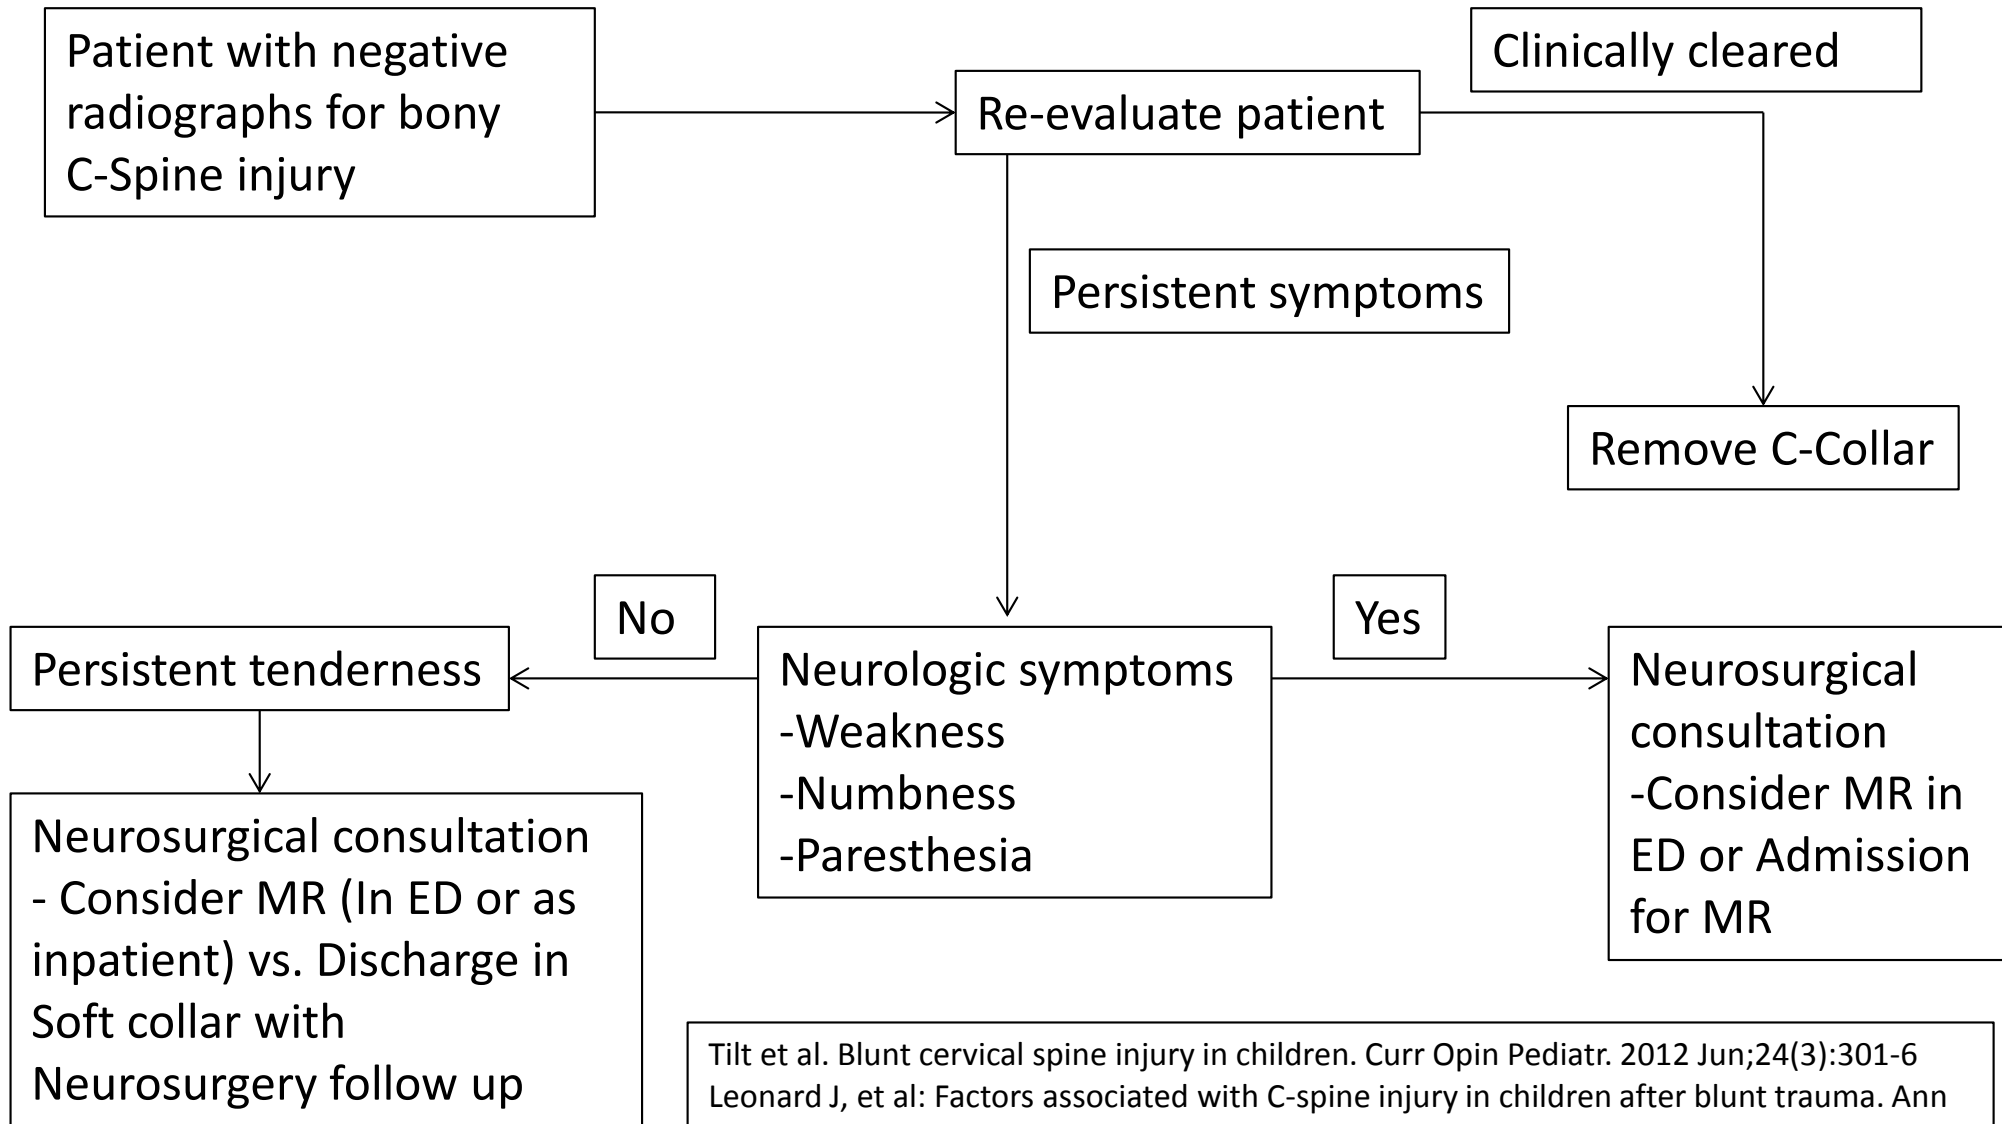 Patient with negative
radiographs for bony
C-Spine injury
Re-evaluate patient
Clinically cleared
Persistent symptoms
Remove C-Collar
No
Yes
Persistent tenderness
Neurologic symptoms
-Weakness
-Numbness
-Paresthesia
Neurosurgical
consultation
-Consider MR in
ED or Admission
for MR
Neurosurgical consultation
- Consider MR (In ED or as
inpatient) vs. Discharge in
Soft collar with
Neurosurgery follow up
Tilt et al. Blunt cervical spine injury in children. Curr Opin Pediatr. 2012 Jun;24(3):301-6
Leonard J, et al: Factors associated with C-spine injury in children after blunt trauma. Ann